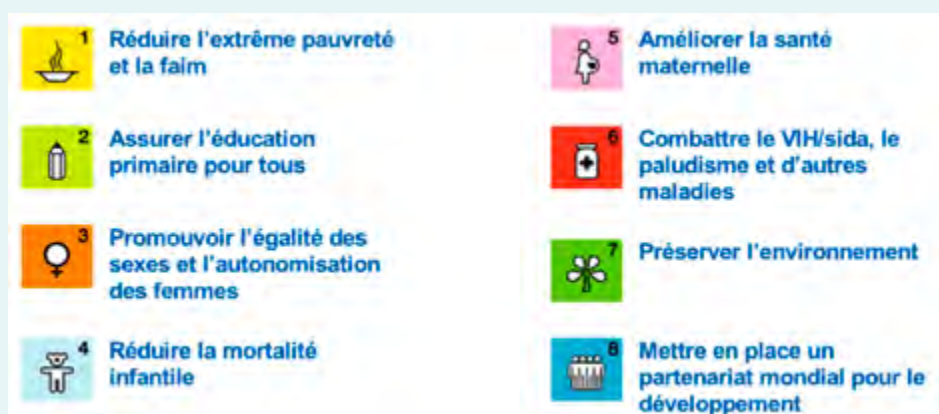 1
Réduire l'extrême pauvreté
et la faim
2
Assurer l'éducation
primaire pour tous
3
Promouvoir l'égalité des
sexes et l'autonomisation
des femmes
4
Réduire la mortalité
infantile
5
Améliorer la santé
maternelle
6
Combattre le VIH/sida, le
paludisme et d'autres
maladies
7
Préserver l'environnement
8
Mettre en place un
partenariat mondial pour le
développement